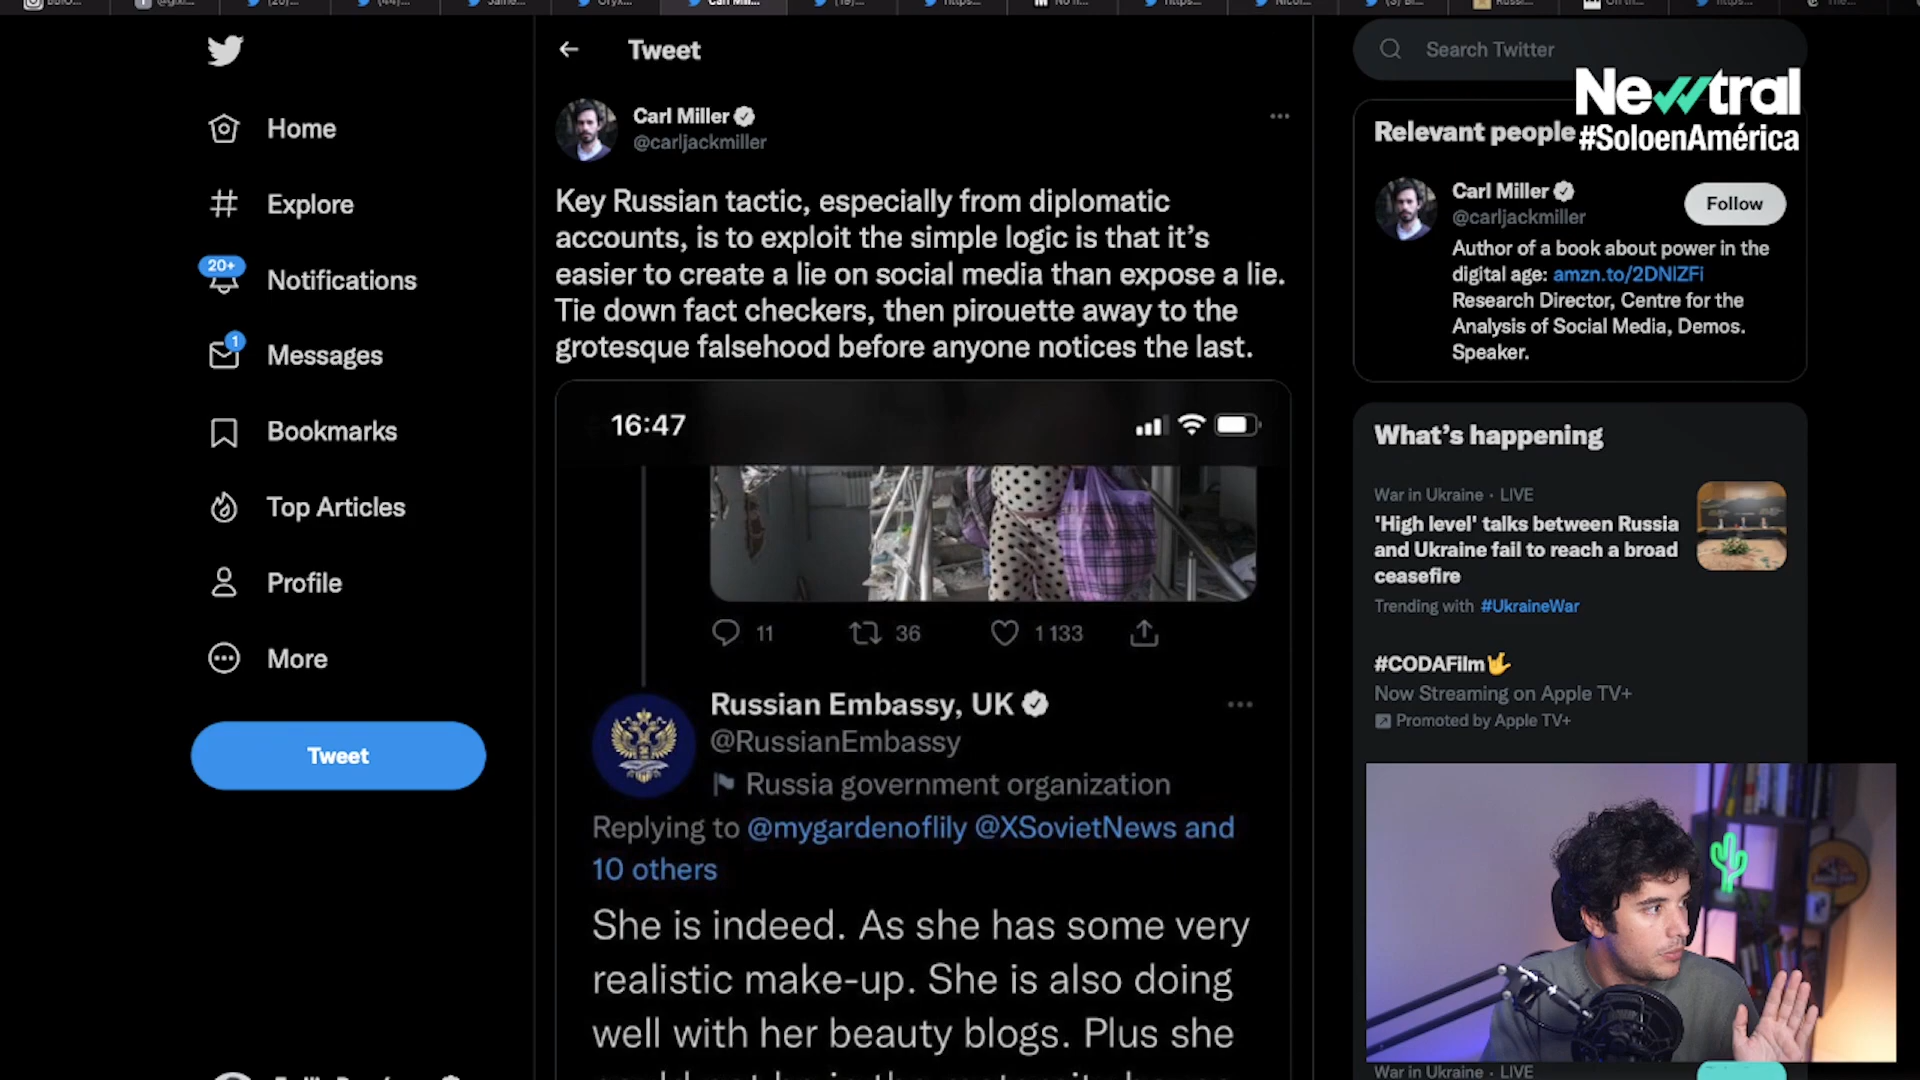 Tweet
Search Twitter
Newtral
#SoloenAmérica
Home
Explore
20+
Notifications
1
Messages
Bookmarks
Top Articles
Profile
More
Tweet
Carl Miller
@carljackmiller
Key Russian tactic, especially from diplomatic
accounts, is to exploit the simple logic is that it's
easier to create a lie on social media than expose a lie.
Tie down fact checkers, then pirouette away to the
grotesque falsehood before anyone notices the last.
16:47
11
36
1 133
Russian Embassy, UK
@RussianEmbassy
Russia government organization
Replying to @mygardenoflily @XSovietNews and
10 others
She is indeed. As she has some very
realistic make-up. She is also doing
well with her beauty blogs. Plus she
Relevant people
Carl Miller
@carljackmiller
Follow
Author of a book about power in the
digital age: amzn.to/2DNlZFi
Research Director, Centre for the
Analysis of Social Media, Demos.
Speaker.
What's happening
War in Ukraine · LIVE
'High level' talks between Russia
and Ukraine fail to reach a broad
ceasefire
Trending with #UkraineWar
#CODAFilm
Now Streaming on Apple TV+
Promoted by Apple TV+
War in Ukraine · LIVE